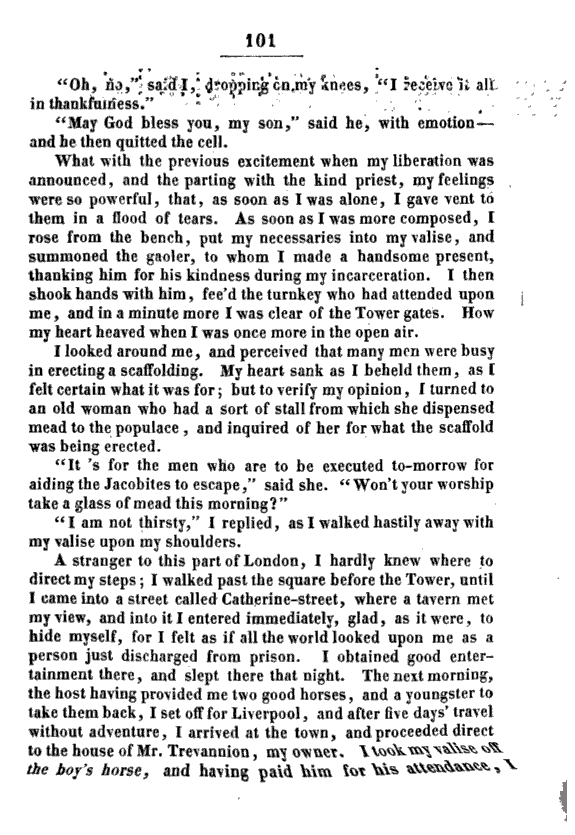 101
“Oh, no,” said I, dropping on my knees, “I receive it all
in thankfulness.”
“May God bless you, my son,” said he, with emotion—
and he then quitted the cell.
What with the previous excitement when my liberation was
announced, and the parting with the kind priest, my feelings
were so powerful, that, as soon as I was alone, I gave vent to
them in a flood of tears. As soon as I was more composed, I
rose from the bench, put my necessaries into my valise, and
summoned the gaoler, to whom I made a handsome present,
thanking him for his kindness during my incarceration. I then
shook hands with him, fee’d the turnkey who had attended upon
me, and in a minute more I was clear of the Tower gates. How
my heart heaved when I was once more in the open air.
I looked around me, and perceived that many men were busy
in erecting a scaffolding. My heart sank as I beheld them, as I
felt certain what it was for; but to verify my opinion, I turned to
an old woman who had a sort of stall from which she dispensed
mead to the populace, and inquired of her for what the scaffold
was being erected.
“It ’s for the men who are to be executed to-morrow for
aiding the Jacobites to escape,” said she. “Won’t your worship
take a glass of mead this morning?”
“I am not thirsty,” I replied, as I walked hastily away with
my valise upon my shoulders.
A stranger to this part of London, I hardly knew where to
direct my steps; I walked past the square before the Tower, until
I came into a street called Catherine-street, where a tavern met
my view, and into it I entered immediately, glad, as it were, to
hide myself, for I felt as if all the world looked upon me as a
person just discharged from prison. I obtained good enter-
tainment there, and slept there that night. The next morning,
the host having provided me two good horses, and a youngster to
take them back, I set off for Liverpool, and after five days’ travel
without adventure, I arrived at the town, and proceeded direct
to the house of Mr. Trevannion, my owner. I took my valise off
the boy’s horse, and having paid him for his attendance, I